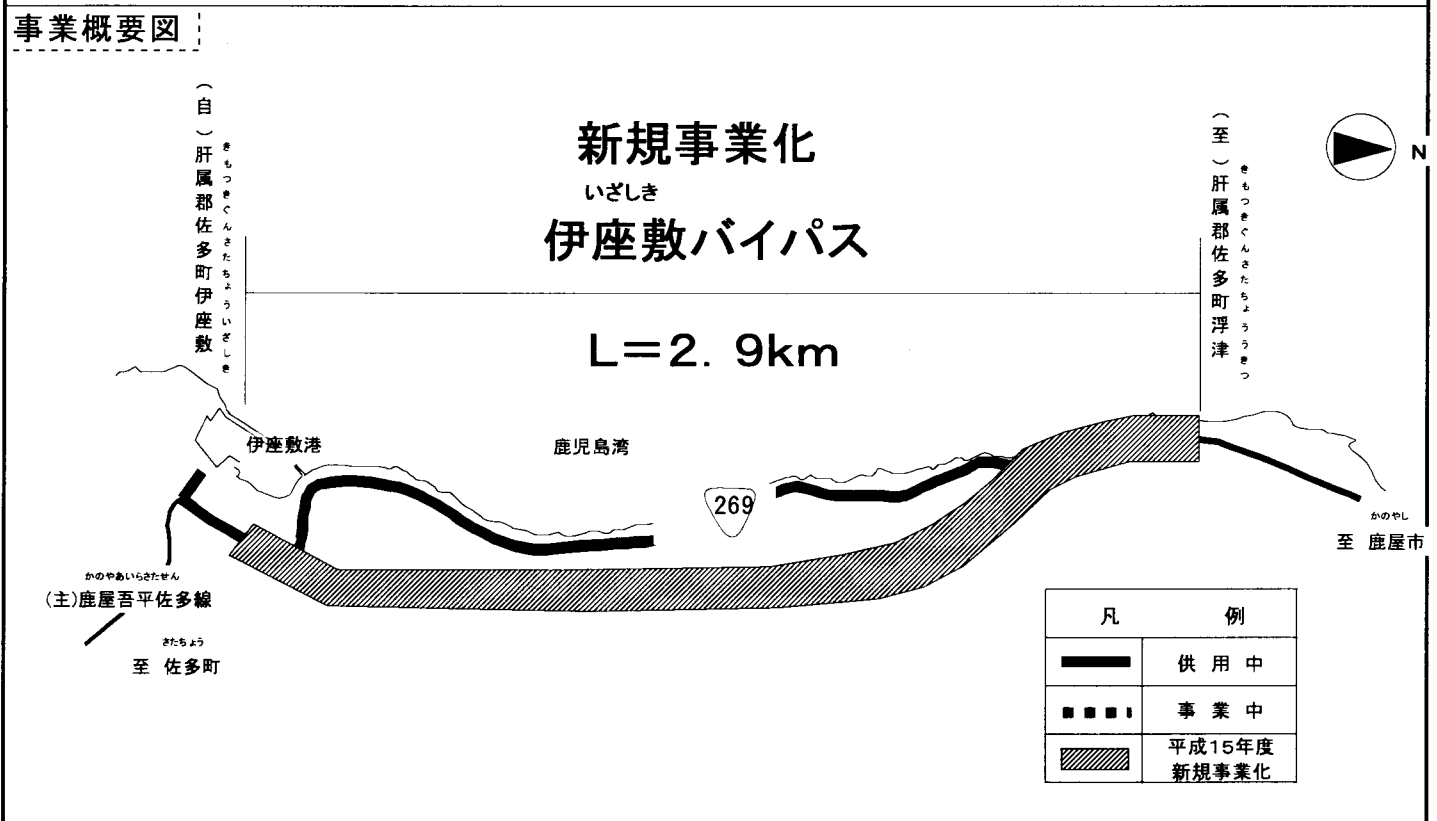 事業概要図
新規事業化
いざしき
伊座敷バイパス
L=2. 9km
(自)肝属郡佐多町伊座敷
きもつきぐんさたちょういざしき
(至)肝属郡佐多町浮津
きもつきぐんさたちょううきつ
N
伊座敷港
鹿児島湾
269
かのやし
至 鹿屋市
かのやあいらさたせん
(主)鹿屋吾平佐多線
さたちょう
至 佐多町
凡 例
供用中
事業中
平成15年度
新規事業化